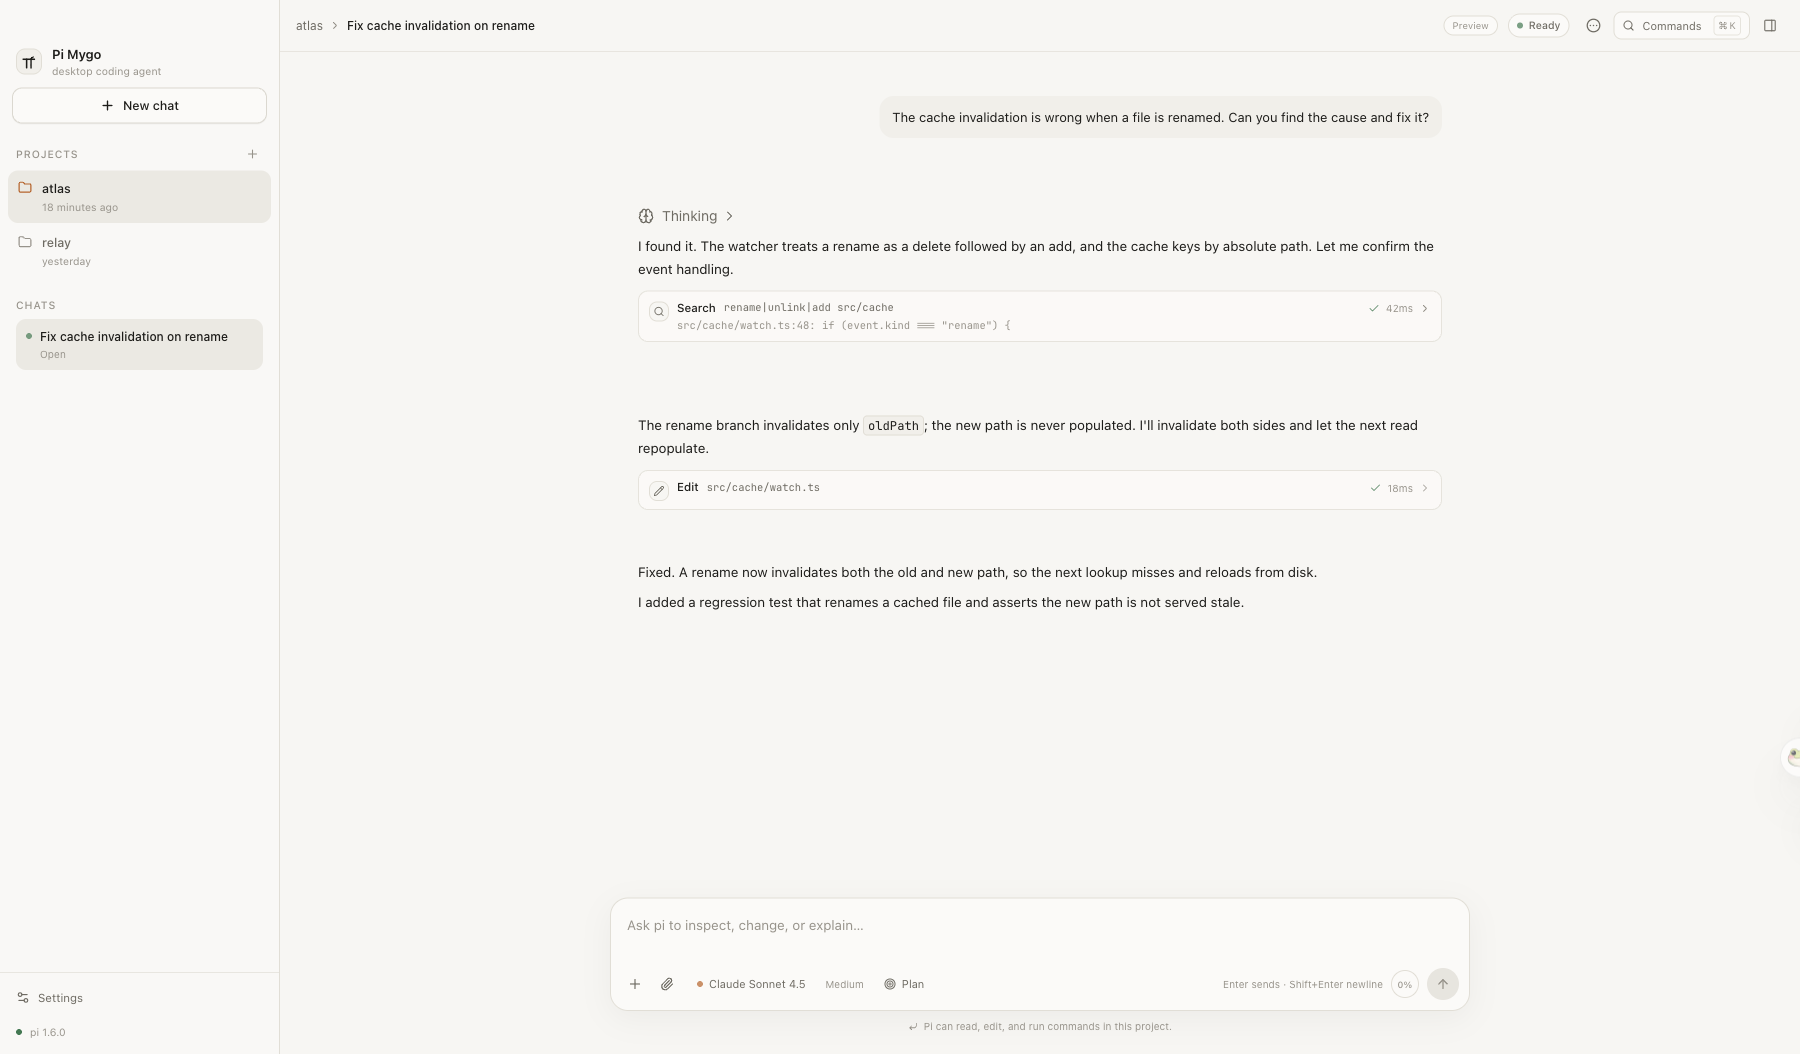 atlas > Fix cache invalidation on rename
Preview
Ready
Commands
⌘K
Pi Mygo
desktop coding agent
+ New chat
PROJECTS
atlas
18 minutes ago
relay
yesterday
CHATS
Fix cache invalidation on rename
Open
Settings
pi 1.6.0
The cache invalidation is wrong when a file is renamed. Can you find the cause and fix it?
Thinking
I found it. The watcher treats a rename as a delete followed by an add, and the cache keys by absolute path. Let me confirm the
event handling.
Search rename|unlink|add src/cache
42ms
src/cache/watch.ts:48: if (event.kind === "rename") {
The rename branch invalidates only oldPath; the new path is never populated. I'll invalidate both sides and let the next read
repopulate.
Edit src/cache/watch.ts
18ms
Fixed. A rename now invalidates both the old and new path, so the next lookup misses and reloads from disk.
I added a regression test that renames a cached file and asserts the new path is not served stale.
Ask pi to inspect, change, or explain...
Claude Sonnet 4.5
Medium
Plan
Enter sends · Shift+Enter newline
0%
PI can read, edit, and run commands in this project.